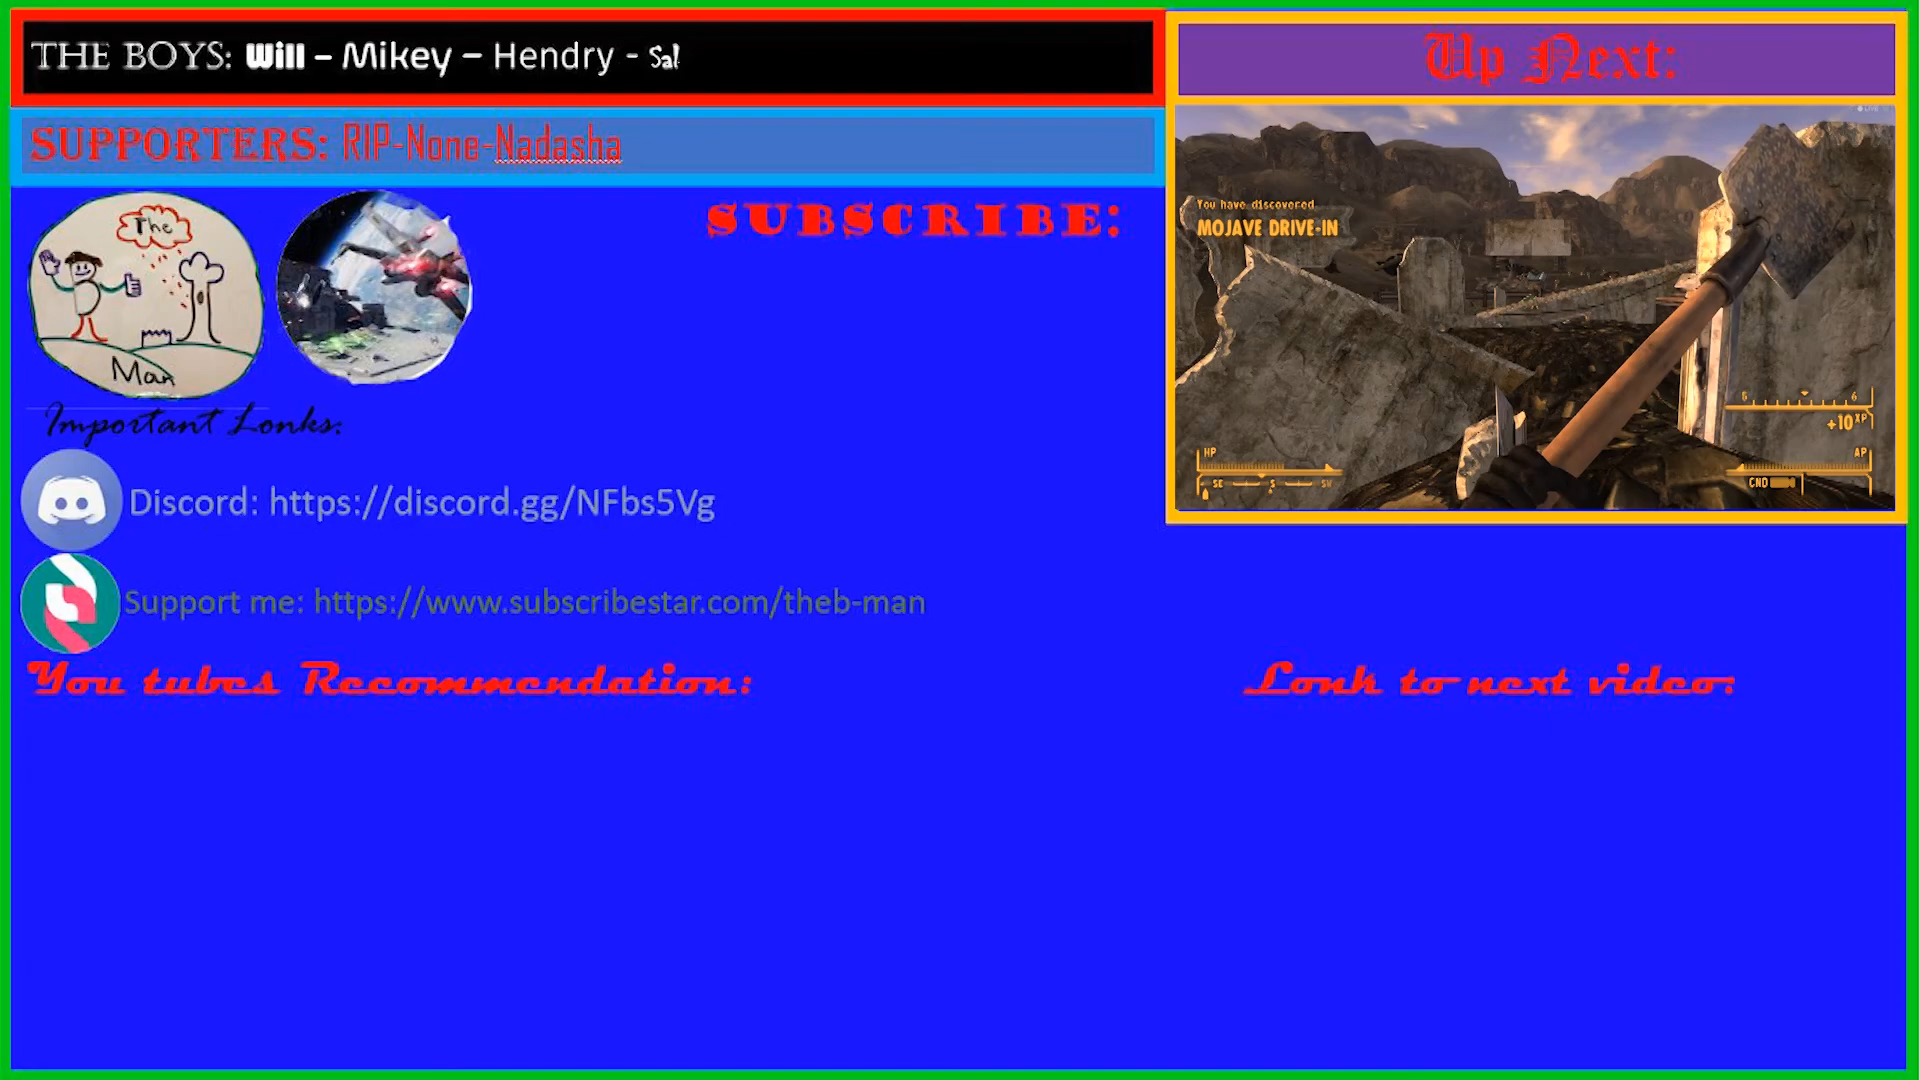 THE BOYS: Will – Mikey – Hendry - Sal
SUPPORTERS: RIP-None-Nadasha
Up Next:
You have discovered
MOJAVE DRIVE-IN
SUBSCRIBE:
The
Man
Important Lonks:
+10 XP
HP
AP
SE S SW
CND
Discord: https://discord.gg/NFbs5Vg
Support me: https://www.subscribestar.com/theb-man
You tubes Recommendation:
Lonk to next video: